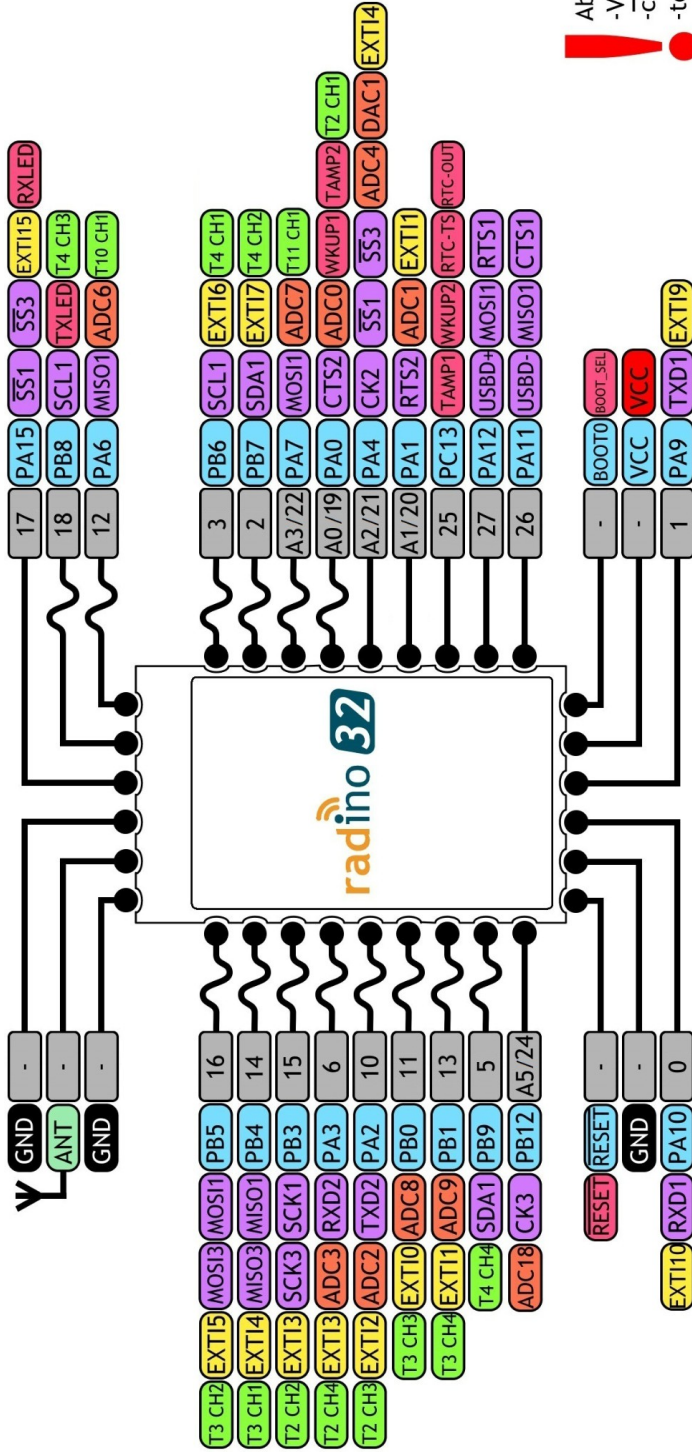 GND - 17 PA15 SS1 SS3 EXTI15 RXLED
ANT - 18 PB8 SCL1 TXLED T4 CH3
GND - 12 PA6 MISO1 ADC6 T10 CH1
T3 CH2 EXTI5 MOSI3 MOSI1 PB5 16 3 PB6 SCL1 EXTI6 T4 CH1
T3 CH1 EXTI4 MISO3 MISO1 PB4 14 2 PB7 SDA1 EXTI7 T4 CH2
T2 CH2 EXTI3 SCK3 SCK1 PB3 15 A3/22 PA7 MOSI1 ADC7 T11 CH1
T2 CH4 EXTI3 ADC3 RXD2 PA3 6 A0/19 PA0 CTS2 ADC0 WKUP1 TAMP2 T2 CH1
radino 32
T2 CH3 EXTI2 ADC2 TXD2 PA2 10 A2/21 PA4 CK2 SS1 SS3 ADC4 DAC1 EXTI4
T3 CH3 EXTI0 ADC8 PB0 11 A1/20 PA1 RTS2 ADC1 EXTI1
T3 CH4 EXTI1 ADC9 PB1 13 25 PC13 TAMP1 WKUP2 RTC-TS RTC-OUT
T4 CH4 SDA1 PB9 5 27 PA12 USBD+ MOSI1 RTS1
ADC18 CK3 PB12 A5/24 26 PA11 USBD- MISO1 CTS1
RESET RESET - - BOOT0 BOOT_SEL
GND - - VCC VCC
EXTI10 RXD1 PA10 0 1 PA9 TXD1 EXTI9